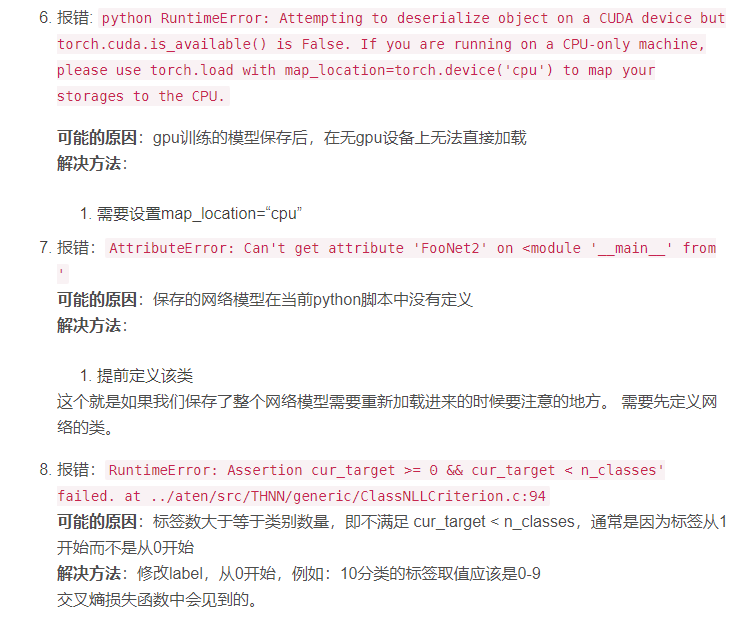 6. 报错: python RuntimeError: Attempting to deserialize object on a CUDA device but
torch.cuda.is_available() is False. If you are running on a CPU-only machine,
please use torch.load with map_location=torch.device('cpu') to map your
storages to the CPU.
可能的原因：gpu训练的模型保存后，在无gpu设备上无法直接加载
解决方法：
1. 需要设置map_location=“cpu”
7. 报错：AttributeError: Can't get attribute 'FooNet2' on <module '__main__' from
'
可能的原因：保存的网络模型在当前python脚本中没有定义
解决方法：
1. 提前定义该类
这个就是如果我们保存了整个网络模型需要重新加载进来的时候要注意的地方。 需要先定义网
络的类。
8. 报错：RuntimeError: Assertion cur_target >= 0 && cur_target < n_classes'
failed. at ../aten/src/THNN/generic/ClassNLLCriterion.c:94
可能的原因：标签数大于等于类别数量，即不满足 cur_target < n_classes，通常是因为标签从1
开始而不是从0开始
解决方法：修改label，从0开始，例如：10分类的标签取值应该是0-9
交叉熵损失函数中会见到的。